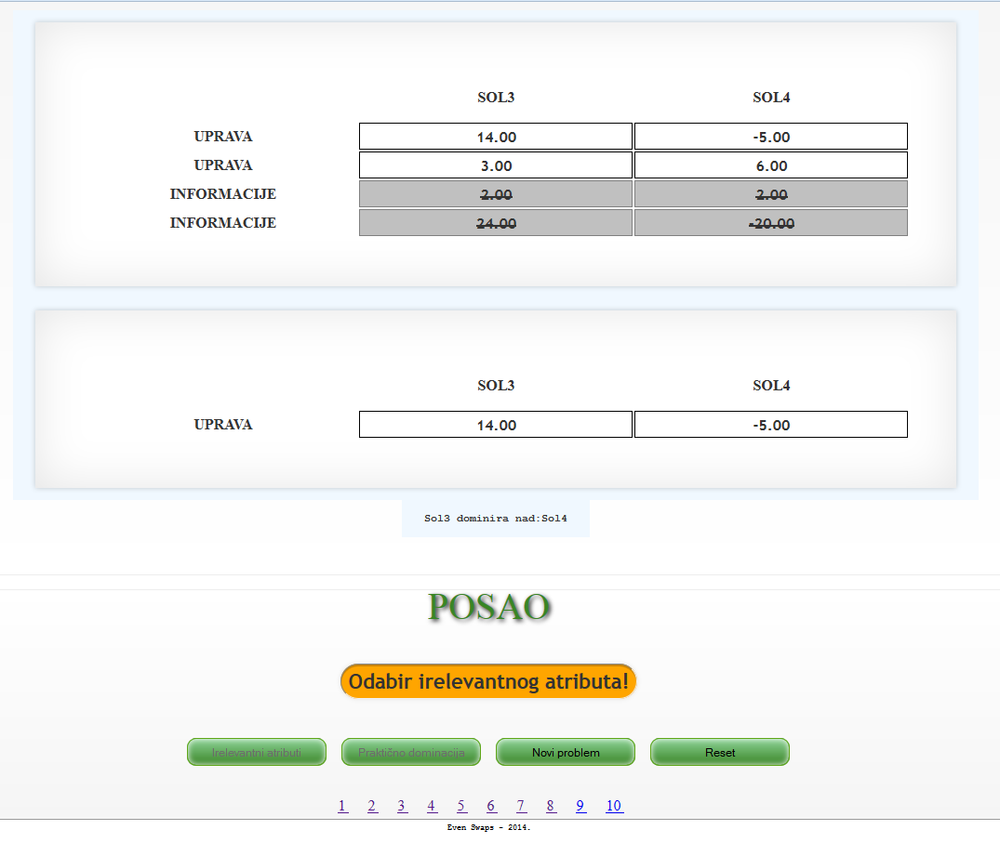 SOL3 SOL4
UPRAVA 14.00 -5.00
UPRAVA 3.00 6.00
INFORMACIJE 2.00 2.00
INFORMACIJE 24.00 -20.00
SOL3 SOL4
UPRAVA 14.00 -5.00
Sol3 dominira nad:Sol4
POSAO
Odabir irelevantnog atributa!
Irelevantni atributi Praktično dominacija Novi problem Reset
1 2 3 4 5 6 7 8 9 10
Even Swaps - 2014.